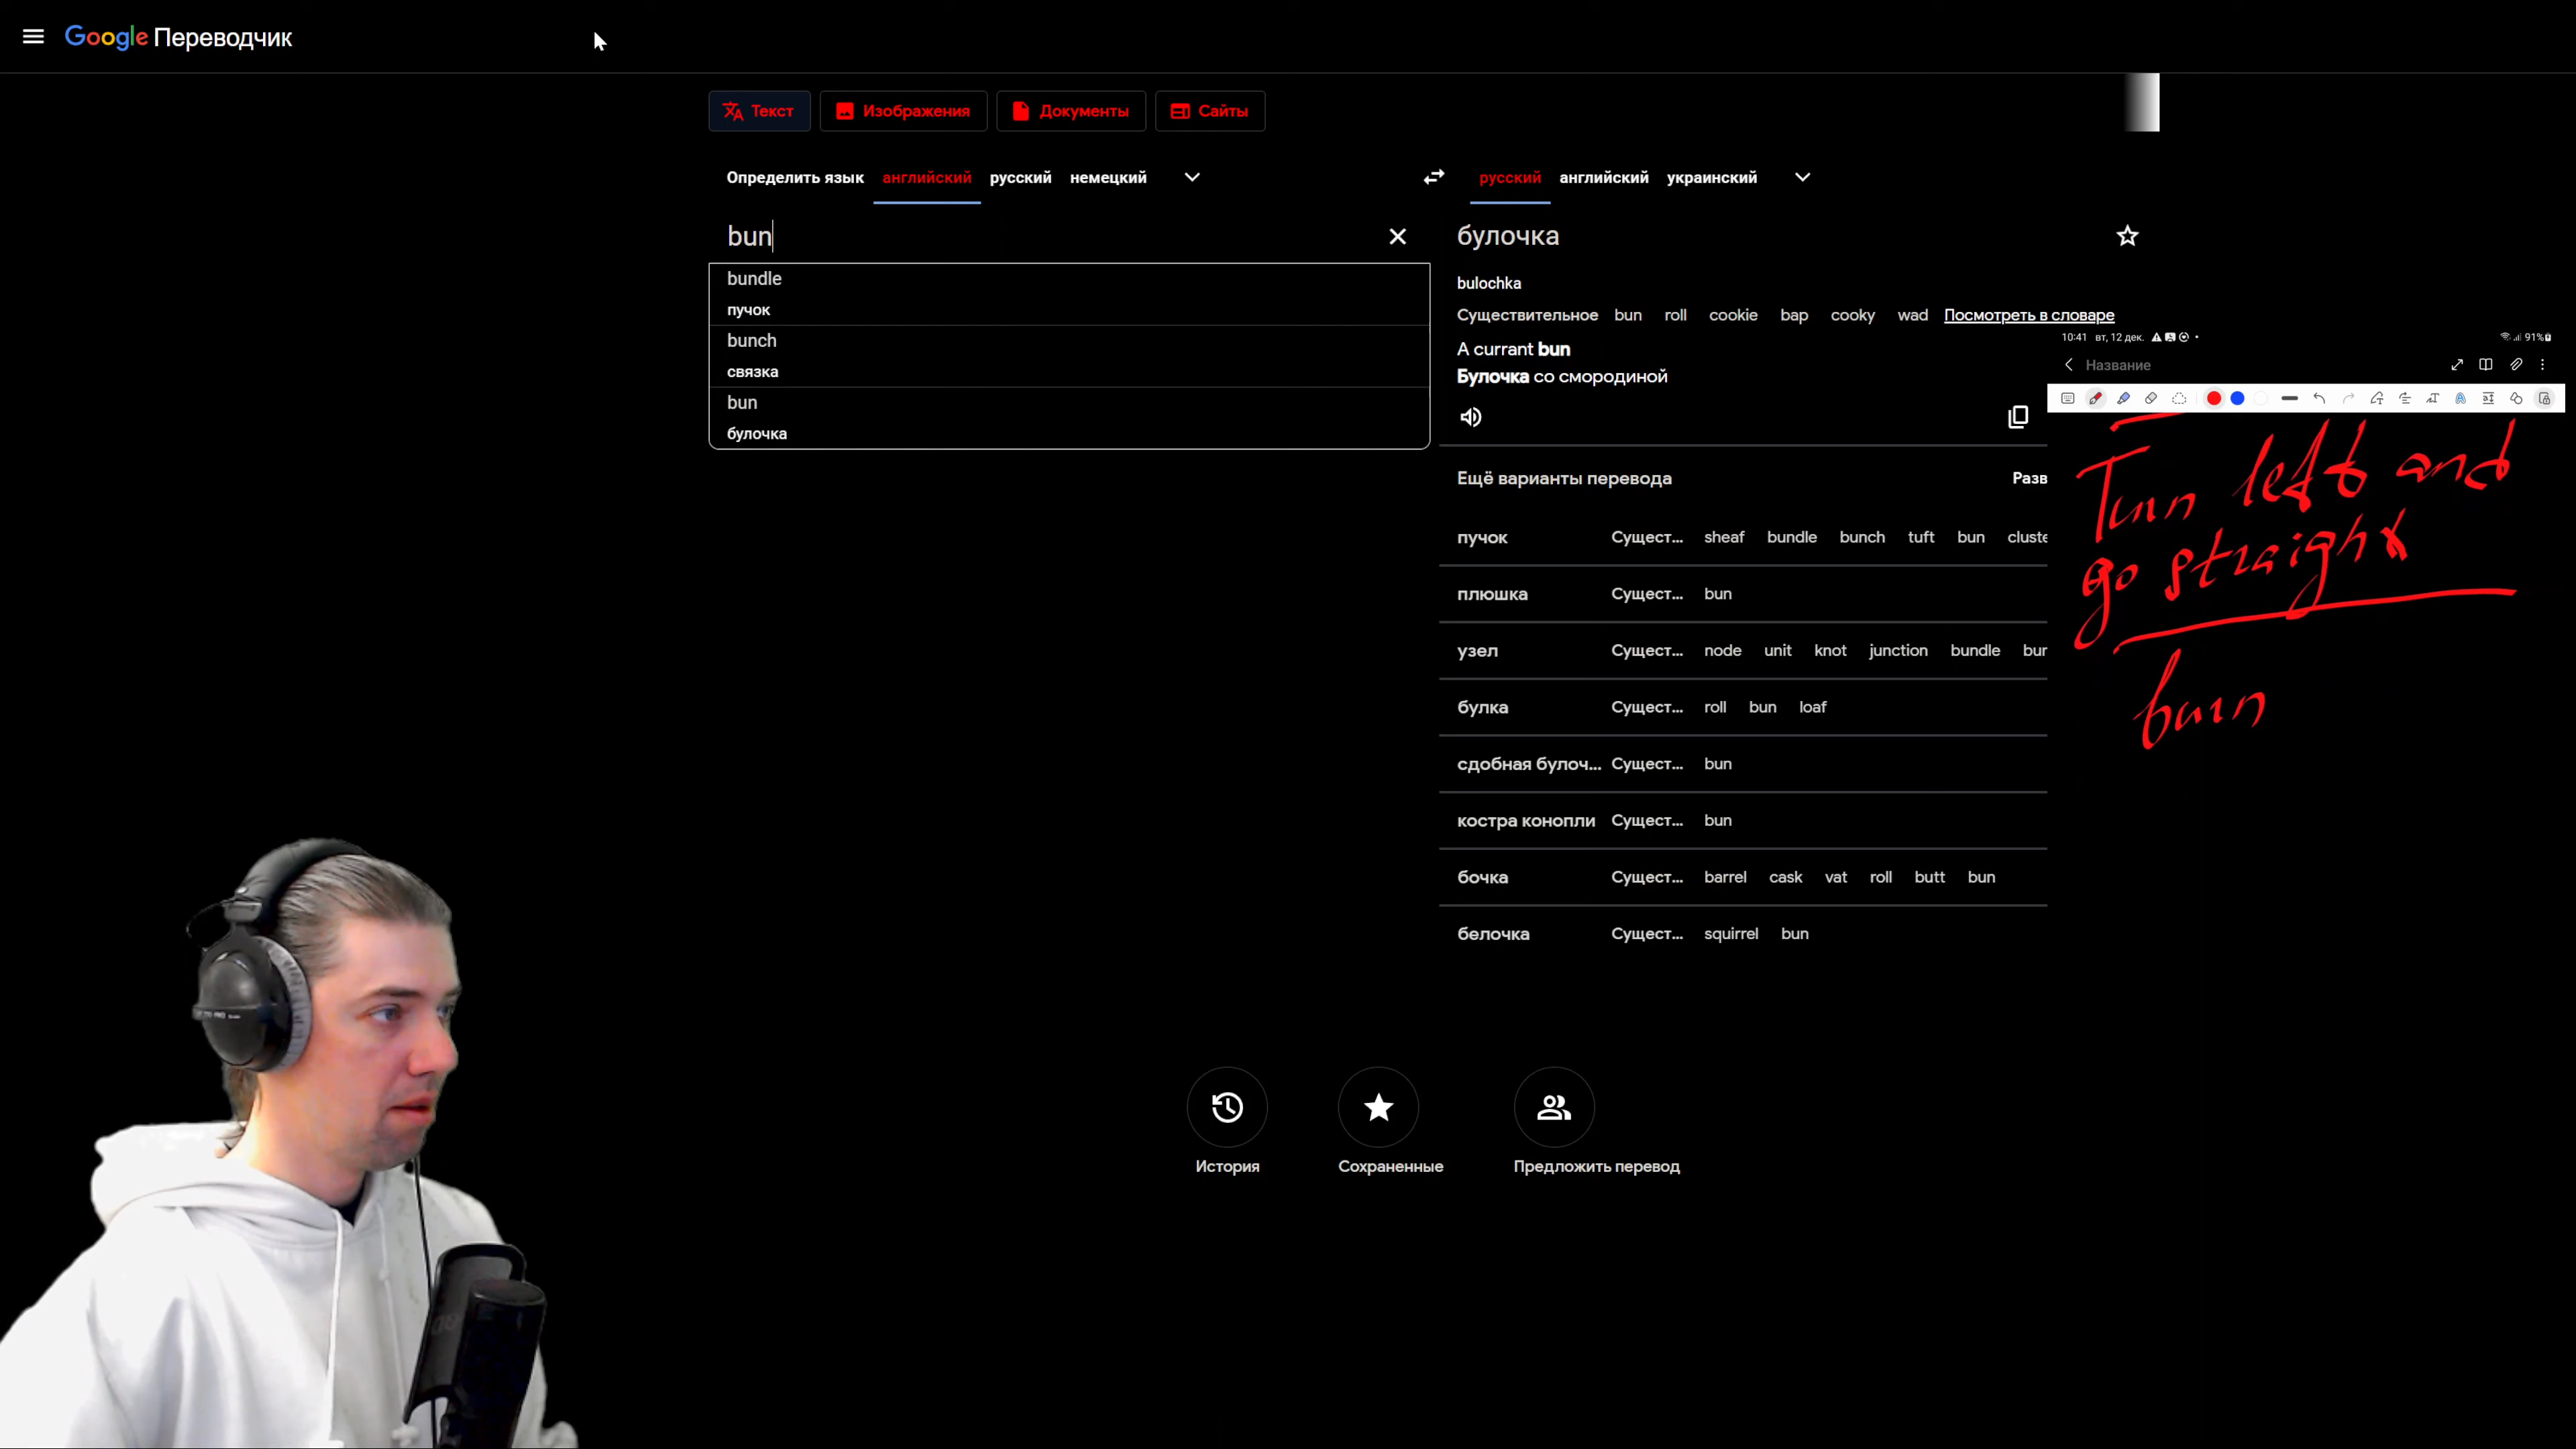 Google Переводчик
Текст Изображения Документы Сайты
Определить язык английский русский немецкий
русский английский украинский
bun
bundle
пучок
bunch
связка
bun
булочка
булочка
bulochka
Существительное bun roll cookie bap cooky wad Посмотреть в словаре
A currant bun
Булочка со смородиной
Ещё варианты перевода
Разв
пучок Сущест... sheaf bundle bunch tuft bun cluste
плюшка Сущест... bun
узел Сущест... node unit knot junction bundle bun
булка Сущест... roll bun loaf
сдобная булоч... Сущест... bun
костра конопли Сущест... bun
бочка Сущест... barrel cask vat roll butt bun
белочка Сущест... squirrel bun
История Сохраненные Предложить перевод
10:41 вт, 12 дек. 91%
Название
Turn left and
go straight
burn